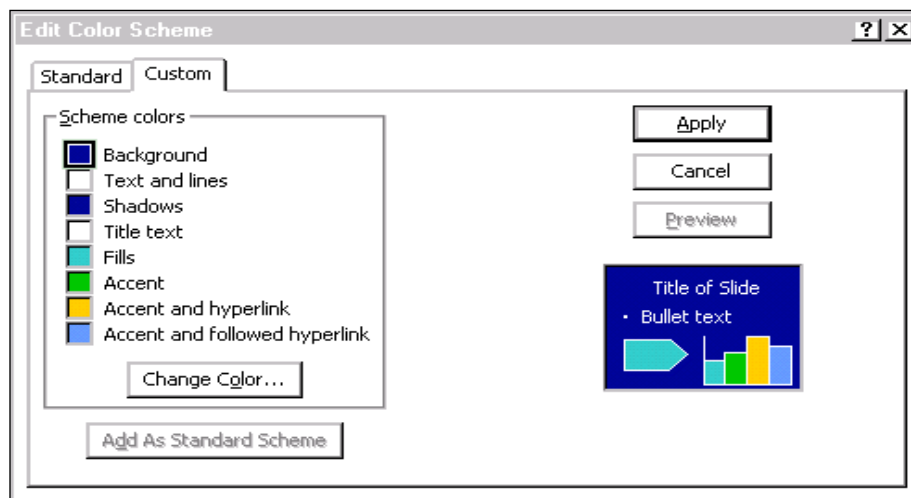 Edit Color Scheme
Standard
Custom
Scheme colors
Background
Text and lines
Shadows
Title text
Fills
Accent
Accent and hyperlink
Accent and followed hyperlink
Change Color...
Add As Standard Scheme
Apply
Cancel
Preview
Title of Slide
• Bullet text